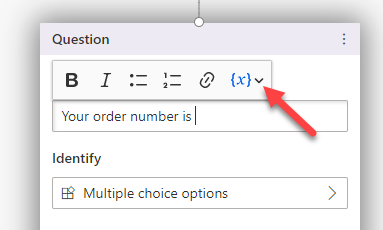 Question
B I {x}
Your order number is
Identify
Multiple choice options